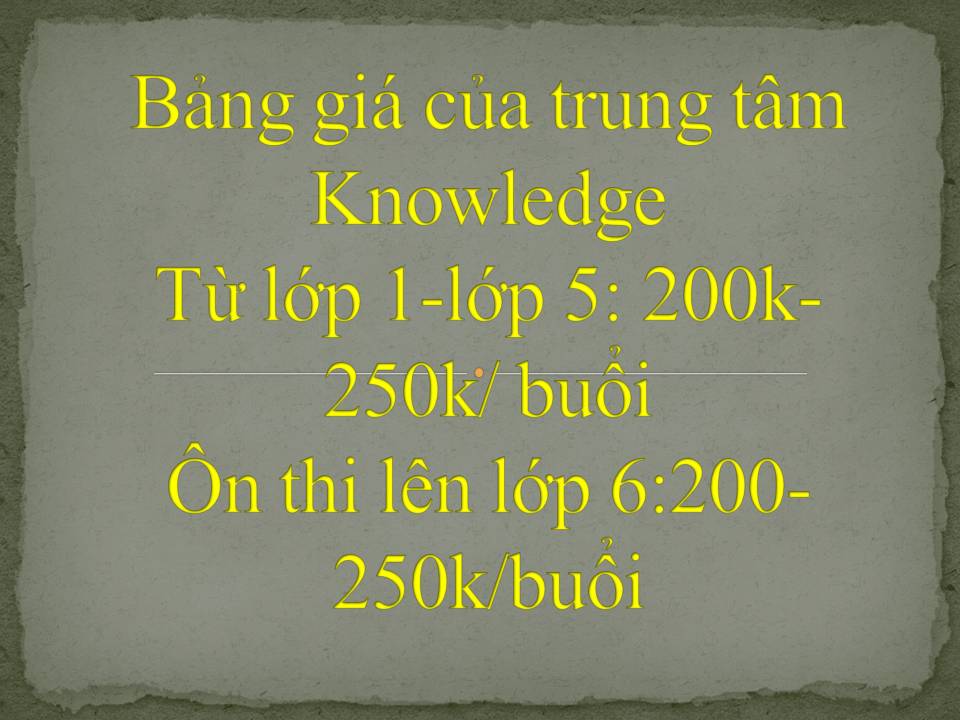 Bảng giá của trung tâm
Knowledge
Từ lớp 1-lớp 5: 200k-
250k/ buổi
Ôn thi lên lớp 6:200-
250k/buổi